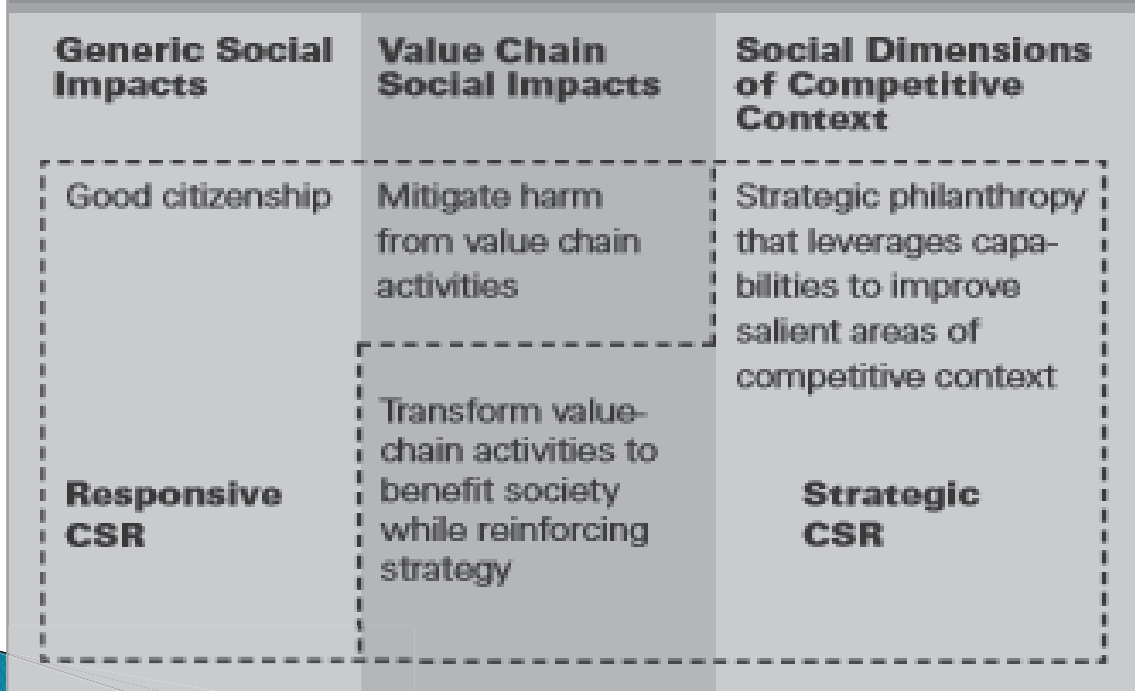 Generic Social
Impacts
Value Chain
Social Impacts
Social Dimensions
of Competitive
Context
Good citizenship
Mitigate harm
from value chain
activities
Strategic philanthropy
that leverages capa-
bilities to improve
salient areas of
competitive context
Transform value-
chain activities to
benefit society
while reinforcing
strategy
Responsive
CSR
Strategic
CSR